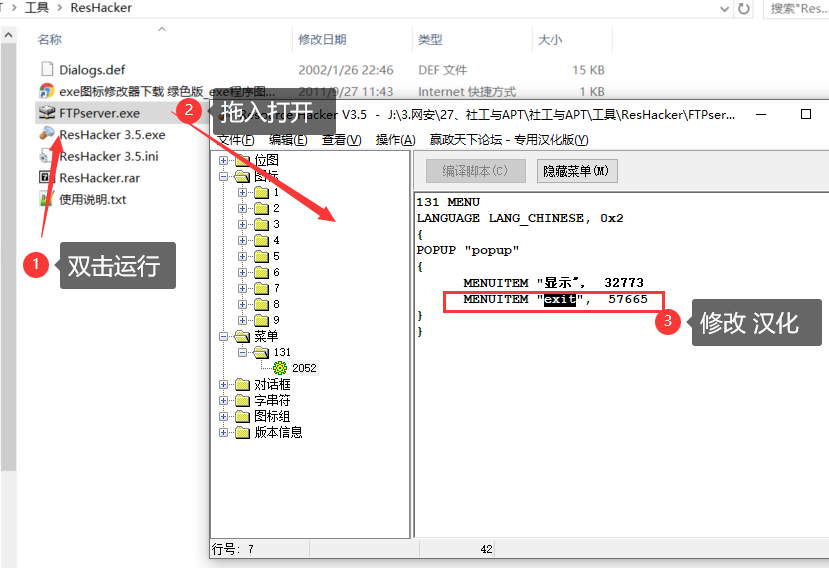 工具 > ResHacker
搜索"Res...
名称 修改日期 类型 大小
Dialogs.def 2002/1/26 22:46 DEF 文件 15 KB
exe图标修改器下载 绿色版_exe程序图... 2011/9/27 11:43 Internet 快捷方式 1 KB
FTPserver.exe
ResHacker 3.5.exe
ResHacker 3.5.ini
ResHacker.rar
使用说明.txt
1 双击运行
2 拖入打开
Hacker V3.5 - J:\3.网安\27、社工与APT\社工与APT\工具\ResHacker\FTPser...
文件(F) 编辑(E) 查看(V) 操作(A) 赢政天下论坛 - 专用汉化版(Y)
位图
图标
1
2
3
4
5
6
7
8
9
菜单
131
2052
对话框
字串符
图标组
版本信息
编译脚本(C) 隐藏菜单(M)
131 MENU
LANGUAGE LANG_CHINESE, 0x2
{
POPUP "popup"
{
MENUITEM "显示", 32773
MENUITEM "exit", 57665
}
}
3 修改 汉化
行号: 7 42